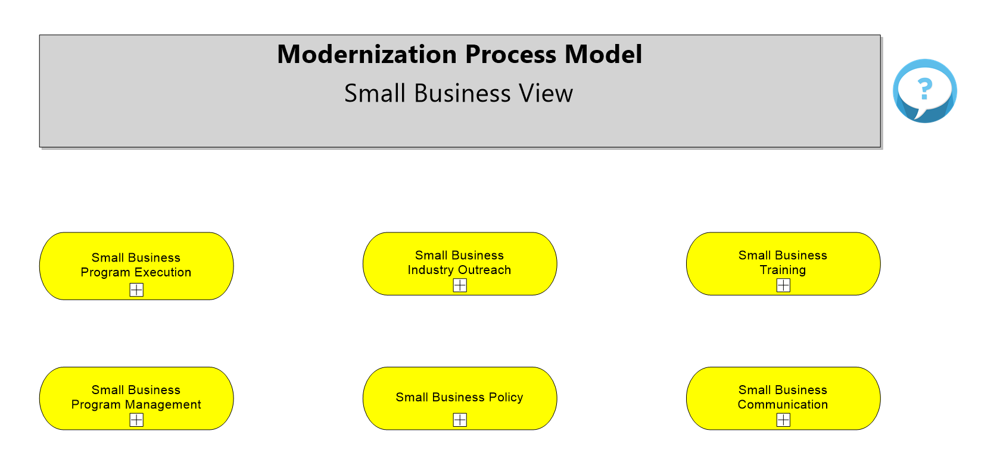 Modernization Process Model
Small Business View
?
Small Business
Program Execution
Small Business
Industry Outreach
Small Business
Training
Small Business
Program Management
Small Business Policy
Small Business
Communication